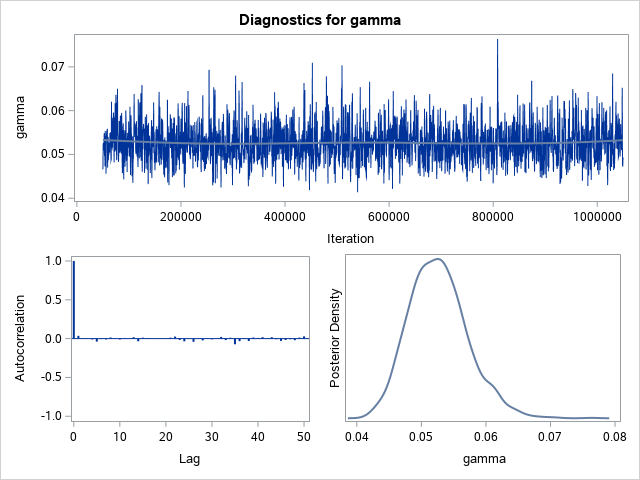 Diagnostics for gamma
gamma
0.07
0.06
0.05
0.04
0 200000 400000 600000 800000 1000000
Iteration
Autocorrelation
1.0
0.5
0.0
-0.5
-1.0
0 10 20 30 40 50
Lag
Posterior Density
0.04 0.05 0.06 0.07 0.08
gamma